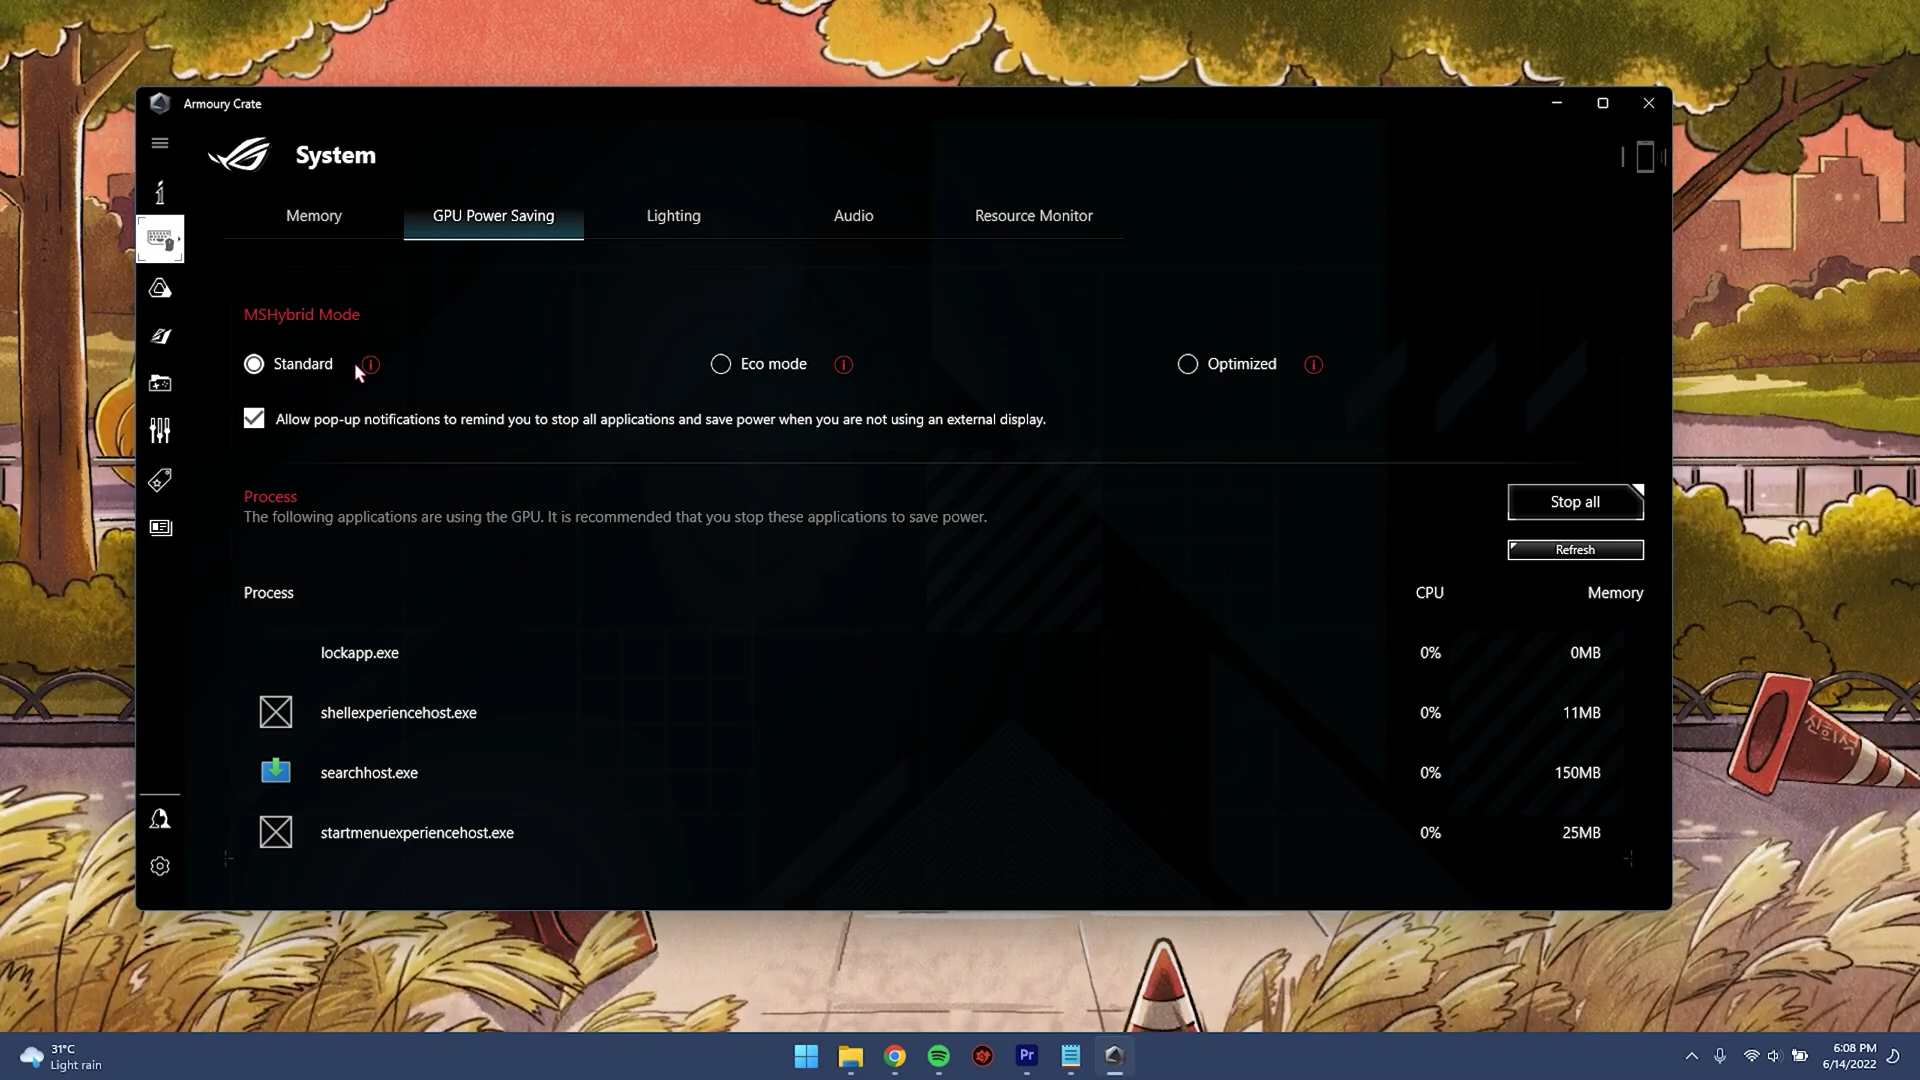 Armoury Crate
System
Memory
GPU Power Saving
Lighting
Audio
Resource Monitor
MSHybrid Mode
Standard
Eco mode
Optimized
Allow pop-up notifications to remind you to stop all applications and save power when you are not using an external display.
Process
The following applications are using the GPU. It is recommended that you stop these applications to save power.
Stop all
Refresh
Process
CPU
Memory
lockapp.exe
0%
0MB
shellexperiencehost.exe
0%
11MB
searchhost.exe
0%
150MB
startmenuexperiencehost.exe
0%
25MB
신희석
31°C
Light rain
Pr
6:08 PM
6/14/2022